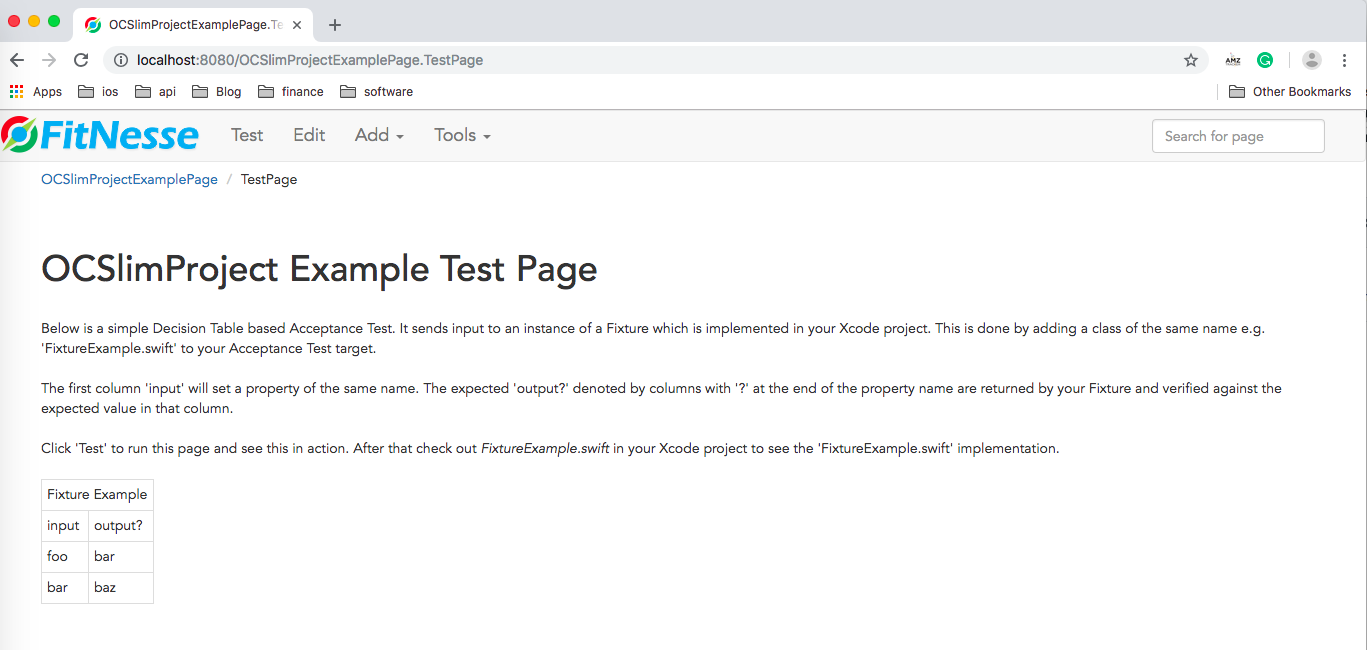 OCSlimProjectExamplePage.Te
localhost:8080/OCSlimProjectExamplePage.TestPage
AMZ
Apps ios api Blog finance software Other Bookmarks
FitNesse Test Edit Add Tools Search for page
OCSlimProjectExamplePage / TestPage
OCSlimProject Example Test Page
Below is a simple Decision Table based Acceptance Test. It sends input to an instance of a Fixture which is implemented in your Xcode project. This is done by adding a class of the same name e.g.
'FixtureExample.swift' to your Acceptance Test target.
The first column 'input' will set a property of the same name. The expected 'output?' denoted by columns with '?' at the end of the property name are returned by your Fixture and verified against the
expected value in that column.
Click 'Test' to run this page and see this in action. After that check out FixtureExample.swift in your Xcode project to see the 'FixtureExample.swift' implementation.
Fixture Example
input output?
foo bar
bar baz